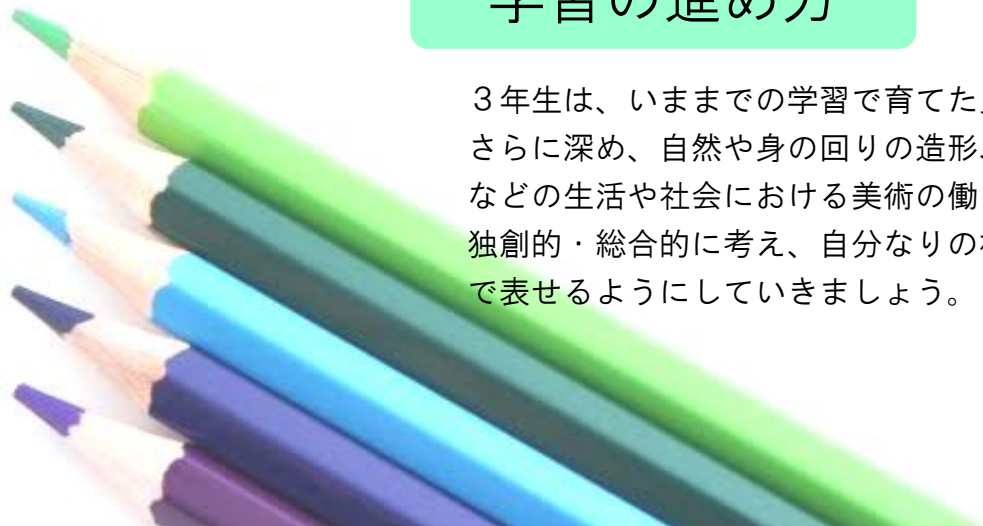 学習の進め方
３年生は、いままでの学習で育てた
さらに深め、自然や身の回りの造形、
などの生活や社会における美術の働
独創的・総合的に考え、自分なりの
で表せるようにしていきましょう。